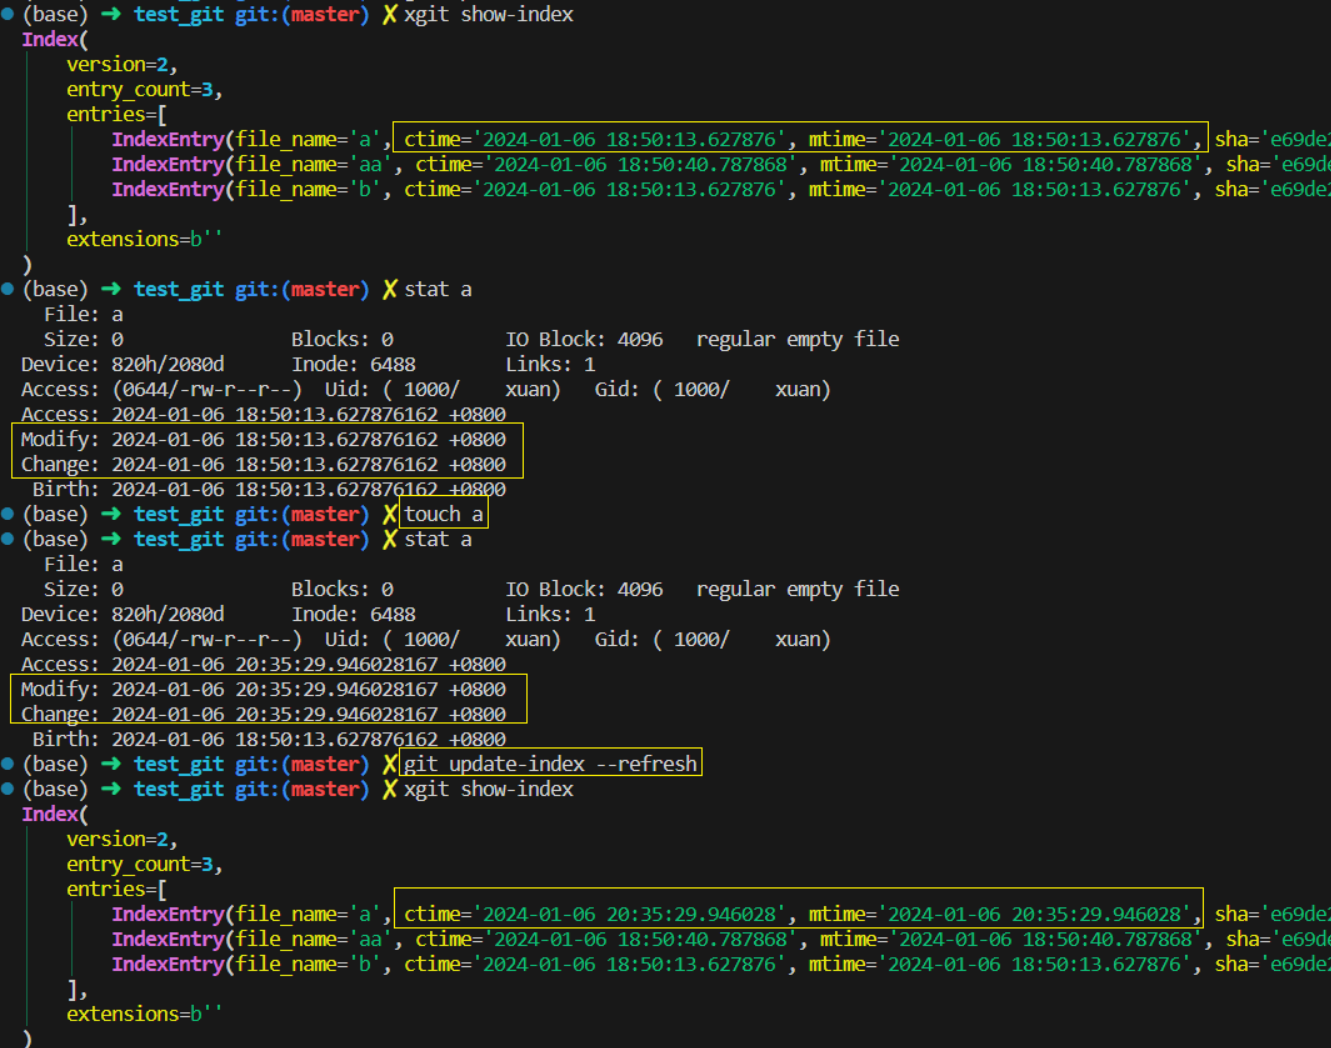 (base) ➜ test_git git:(master) ✗ xgit show-index
Index(
    version=2,
    entry_count=3,
    entries=[
        IndexEntry(file_name='a', ctime='2024-01-06 18:50:13.627876', mtime='2024-01-06 18:50:13.627876', sha='e69de2
        IndexEntry(file_name='aa', ctime='2024-01-06 18:50:40.787868', mtime='2024-01-06 18:50:40.787868', sha='e69de
        IndexEntry(file_name='b', ctime='2024-01-06 18:50:13.627876', mtime='2024-01-06 18:50:13.627876', sha='e69de2
    ],
    extensions=b''
)
(base) ➜ test_git git:(master) ✗ stat a
  File: a
  Size: 0               Blocks: 0          IO Block: 4096   regular empty file
Device: 820h/2080d      Inode: 6488        Links: 1
Access: (0644/-rw-r--r--)  Uid: ( 1000/    xuan)   Gid: ( 1000/    xuan)
Access: 2024-01-06 18:50:13.627876162 +0800
Modify: 2024-01-06 18:50:13.627876162 +0800
Change: 2024-01-06 18:50:13.627876162 +0800
 Birth: 2024-01-06 18:50:13.627876162 +0800
(base) ➜ test_git git:(master) ✗ touch a
(base) ➜ test_git git:(master) ✗ stat a
  File: a
  Size: 0               Blocks: 0          IO Block: 4096   regular empty file
Device: 820h/2080d      Inode: 6488        Links: 1
Access: (0644/-rw-r--r--)  Uid: ( 1000/    xuan)   Gid: ( 1000/    xuan)
Access: 2024-01-06 20:35:29.946028167 +0800
Modify: 2024-01-06 20:35:29.946028167 +0800
Change: 2024-01-06 20:35:29.946028167 +0800
 Birth: 2024-01-06 18:50:13.627876162 +0800
(base) ➜ test_git git:(master) ✗ git update-index --refresh
(base) ➜ test_git git:(master) ✗ xgit show-index
Index(
    version=2,
    entry_count=3,
    entries=[
        IndexEntry(file_name='a', ctime='2024-01-06 20:35:29.946028', mtime='2024-01-06 20:35:29.946028', sha='e69de2
        IndexEntry(file_name='aa', ctime='2024-01-06 18:50:40.787868', mtime='2024-01-06 18:50:40.787868', sha='e69de
        IndexEntry(file_name='b', ctime='2024-01-06 18:50:13.627876', mtime='2024-01-06 18:50:13.627876', sha='e69de2
    ],
    extensions=b''
)